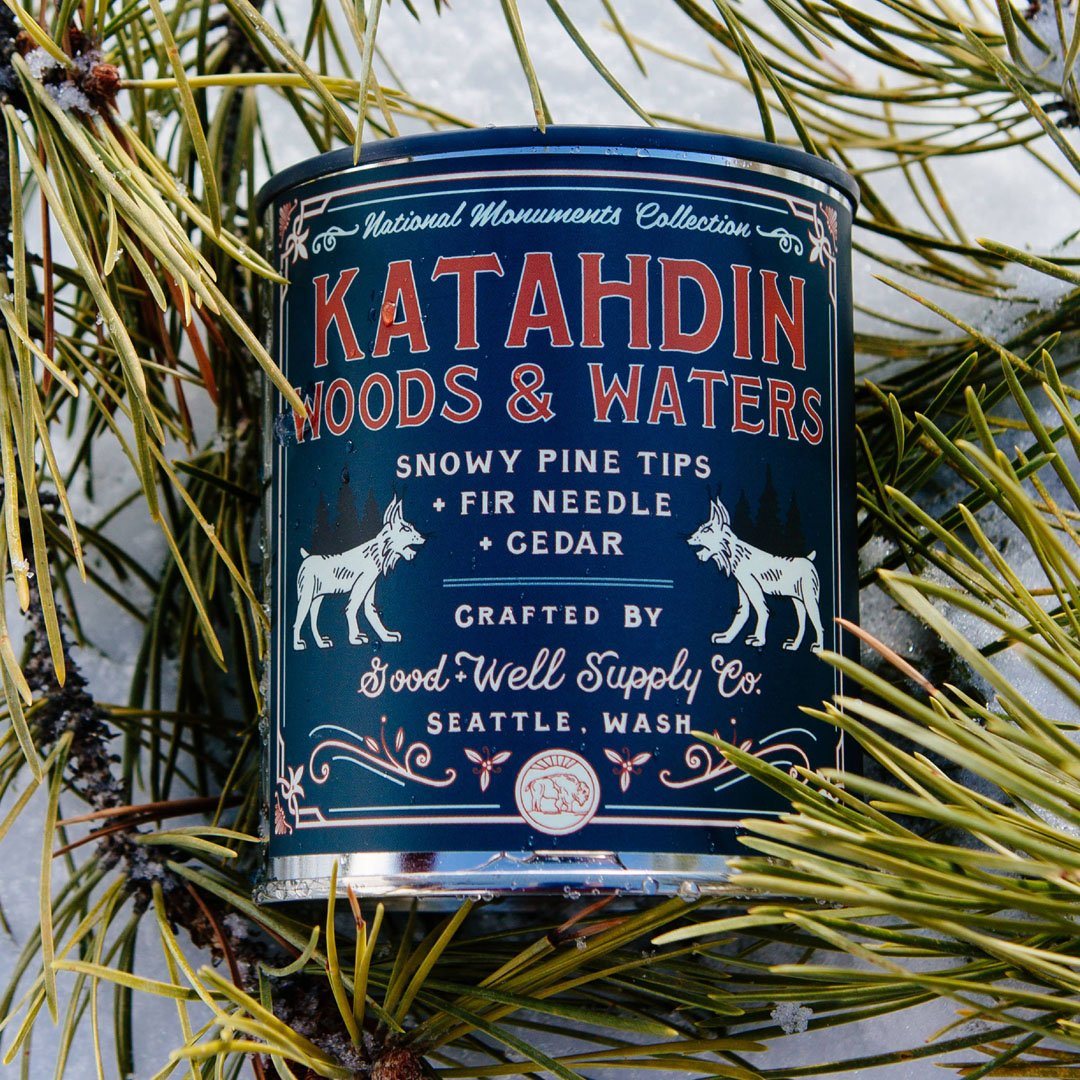 National Monuments Collection
KATAHDIN
WOODS & WATERS
SNOWY PINE TIPS
+ FIR NEEDLE
+ CEDAR
CRAFTED BY
Good + Well Supply Co.
SEATTLE, WASH